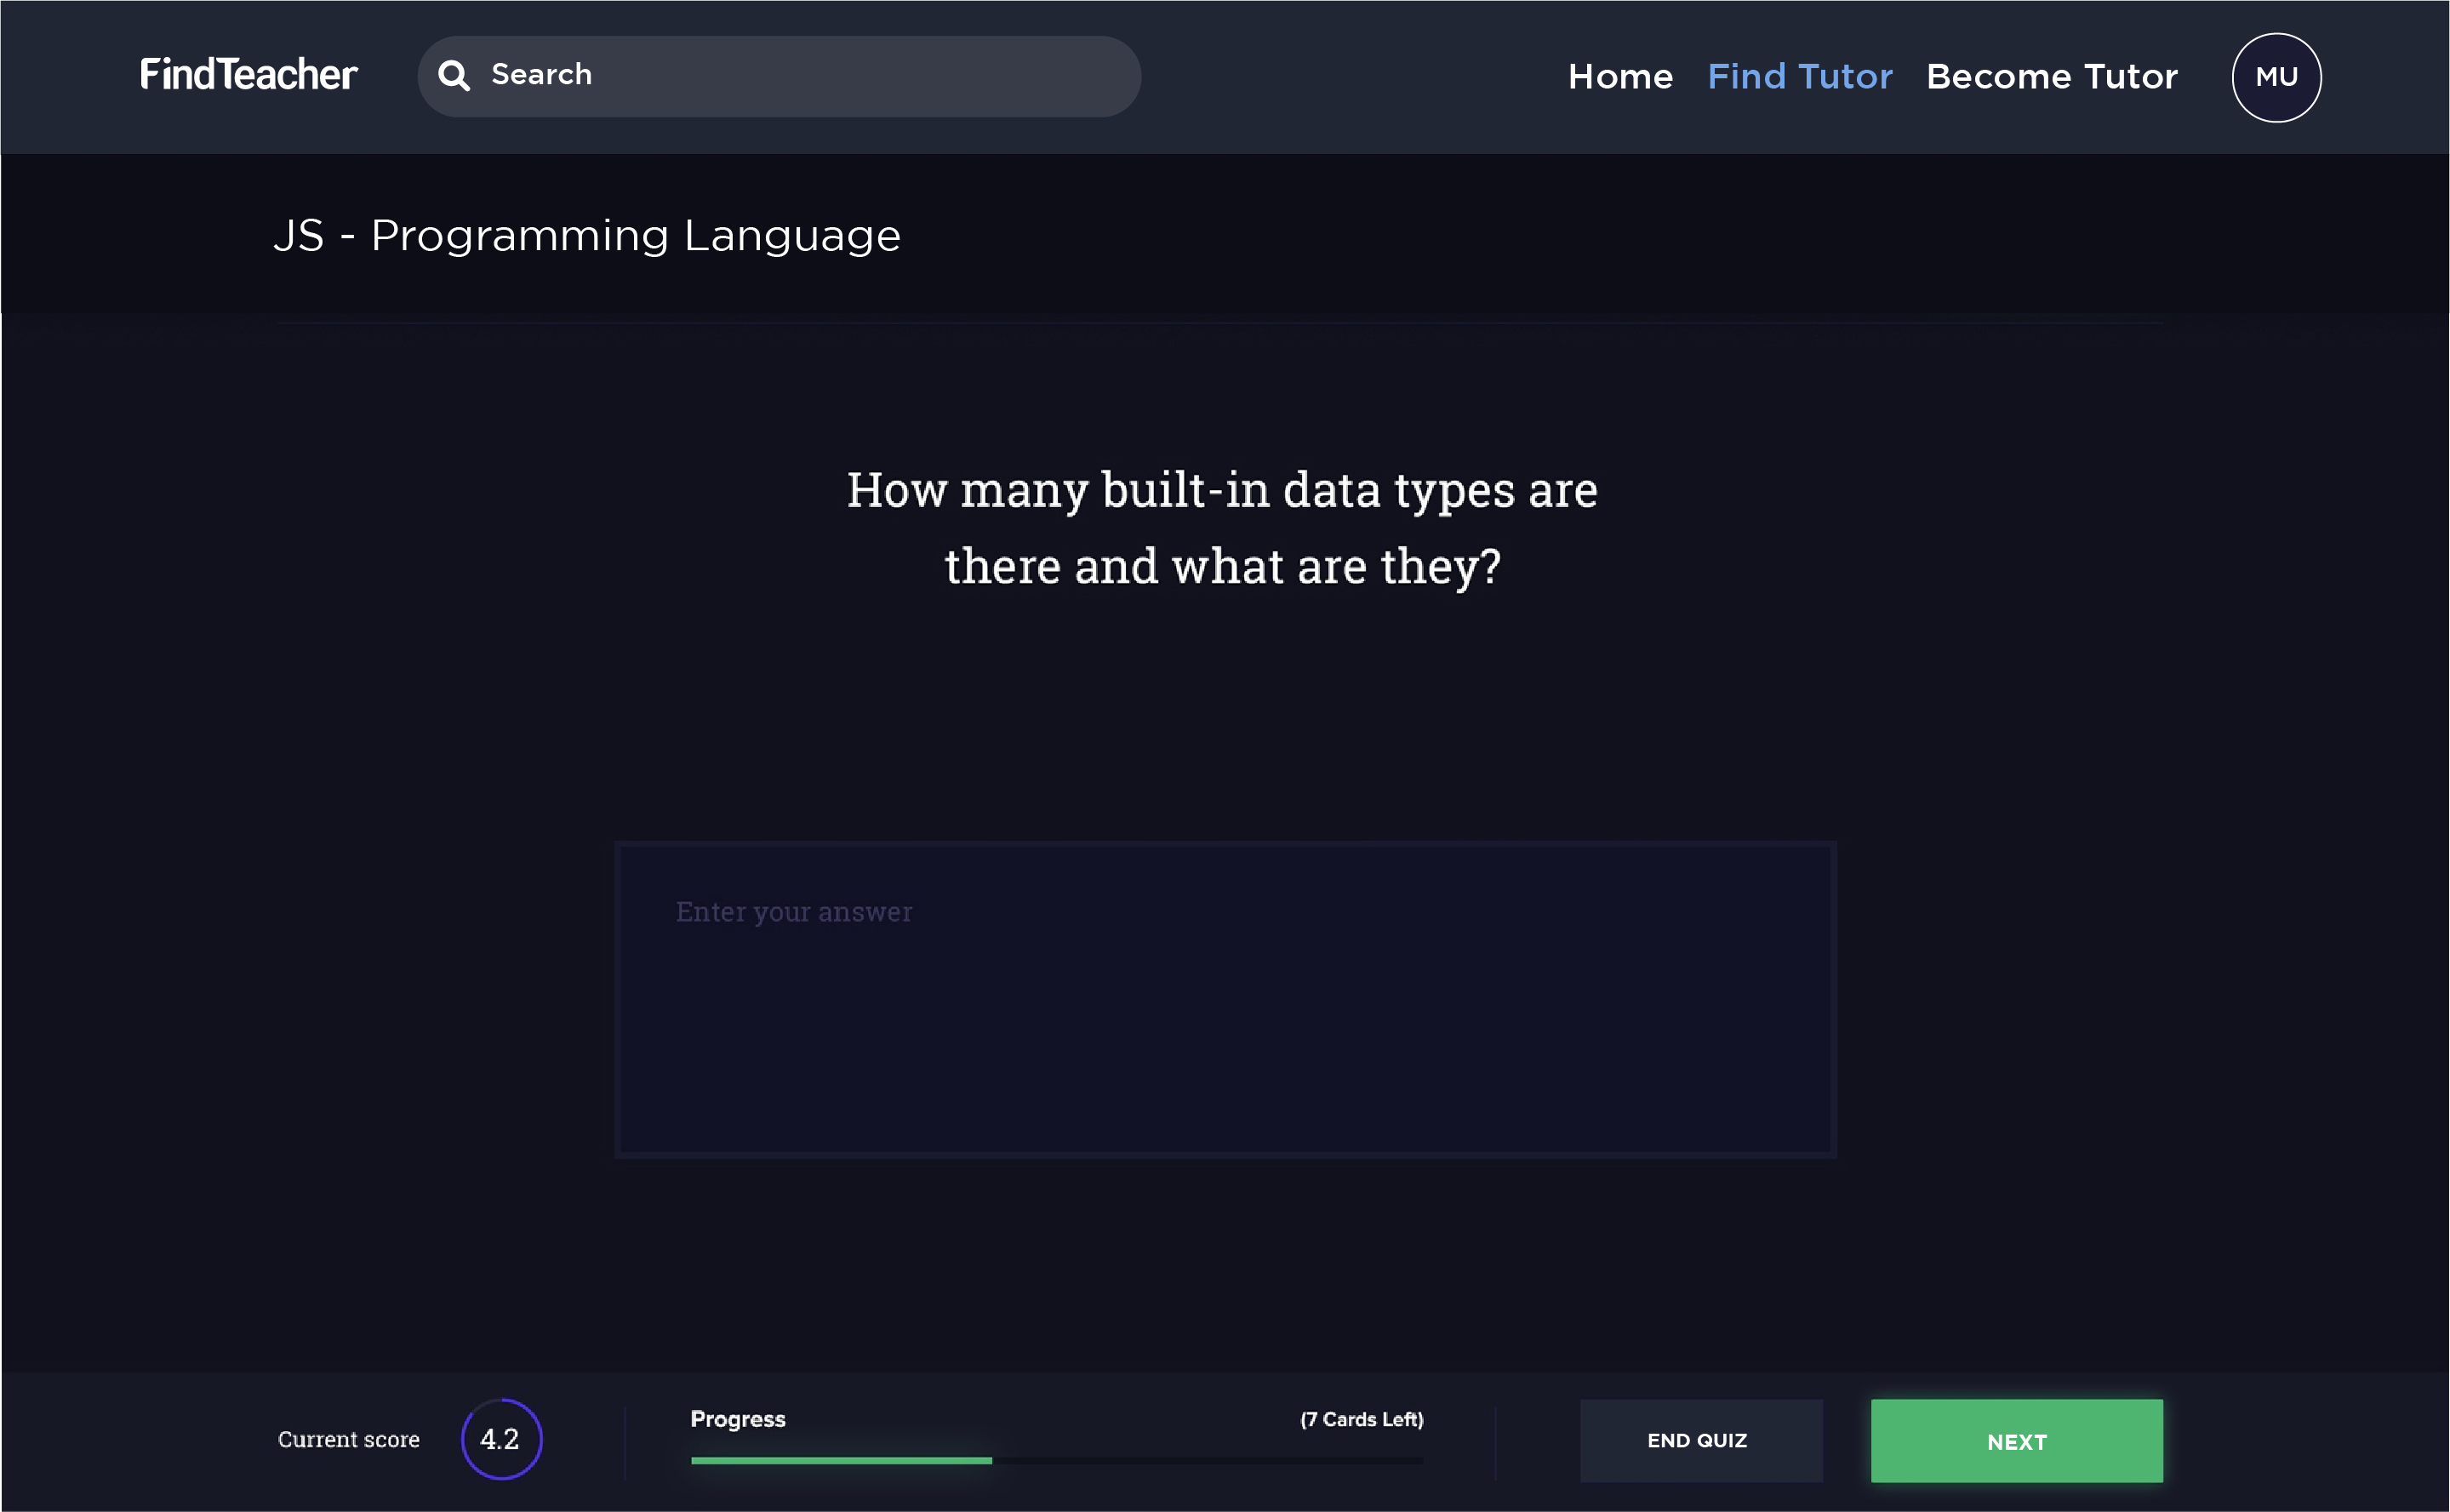 FindTeacher
Search
Home Find Tutor Become Tutor MU
JS - Programming Language
How many built-in data types are
there and what are they?
Enter your answer
Current score
4.2
Progress
(7 Cards Left)
END QUIZ
NEXT